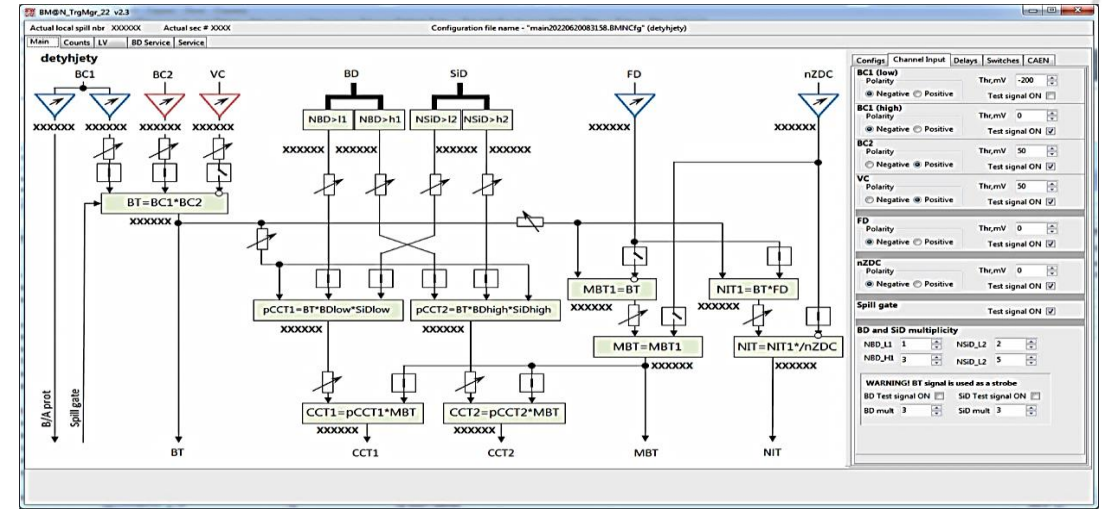 BM@N_TrgMgr_22 v2.3
Actual local spill nbr XXXXXX Actual sec # XXXX Configuration file name - "main20220620083158.BMNCfg" (detyhjety)
Main Counts LV BD Service Service
detyhjety
BC1 BC2 VC BD SiD FD nZDC
NBD>l1 NBD>h1 NSiD>l2 NSiD>h2
XXXXXX XXXXXX XXXXXX XXXXXX XXXXXX XXXXXX
XXXXXX XXXXXX XXXXXX XXXXXX
BT=BC1*BC2
XXXXXX
MBT1=BT NIT1=BT*FD
XXXXXX XXXXXX
pCCT1=BT*BDlow*SiDlow pCCT2=BT*BDhigh*SiDhigh
XXXXXX XXXXXX
MBT=MBT1 NIT=NIT1*/nZDC
XXXXXX XXXXXX
CCT1=pCCT1*MBT CCT2=pCCT2*MBT
XXXXXX XXXXXX
B/A prot
Spill gate
BT CCT1 CCT2 MBT NIT
Configs Channel Input Delays Switches CAEN
BC1 (low)
Polarity Thr,mV -200
Negative Positive Test signal ON
BC1 (high)
Polarity Thr,mV 0
Negative Positive Test signal ON
BC2
Polarity Thr,mV 50
Negative Positive Test signal ON
VC
Polarity Thr,mV 50
Negative Positive Test signal ON
FD
Polarity Thr,mV 0
Negative Positive Test signal ON
nZDC
Polarity Thr,mV 0
Negative Positive Test signal ON
Spill gate
Test signal ON
BD and SiD multiplicity
NBD_L1 1 NSiD_L2 2
NBD_H1 3 NSiD_L2 5
WARNING! BT signal is used as a strobe
BD Test signal ON SiD Test signal ON
BD mult 3 SiD mult 3